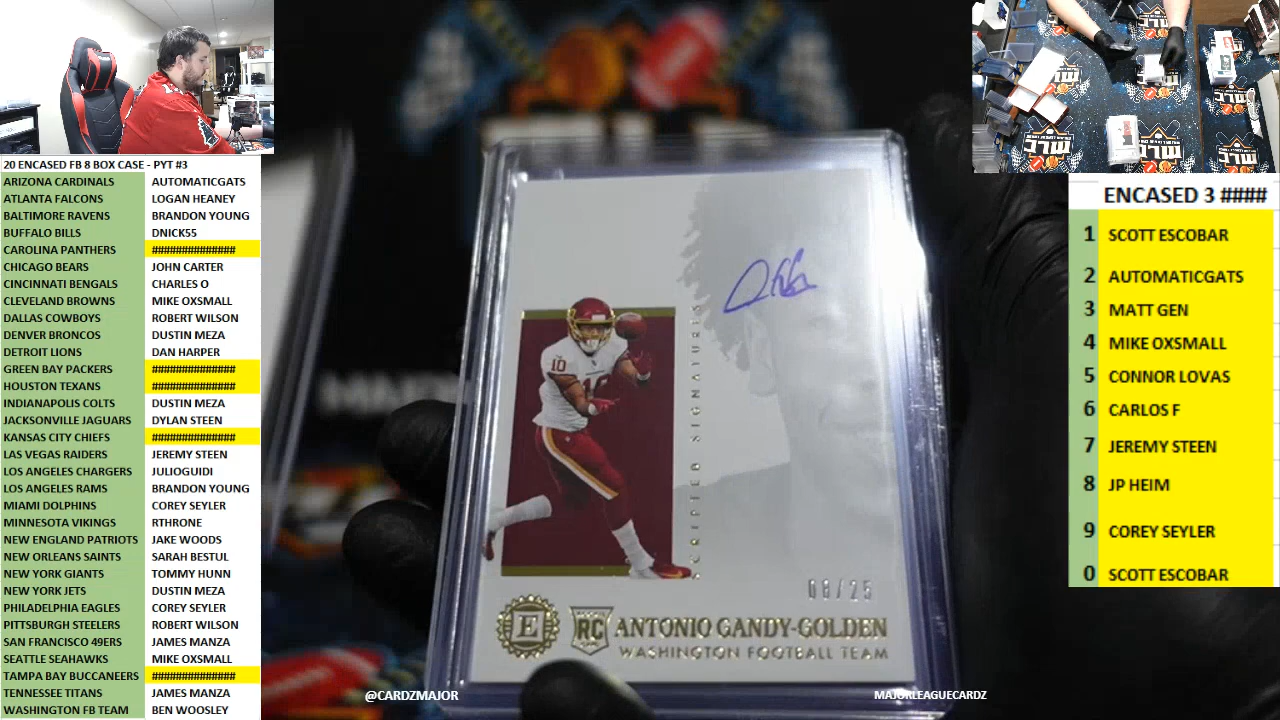 20 ENCASED FB 8 BOX CASE - PYT #3
ARIZONA CARDINALS AUTOMATICGATS
ATLANTA FALCONS LOGAN HEANEY
BALTIMORE RAVENS BRANDON YOUNG
BUFFALO BILLS DNICK55
CAROLINA PANTHERS ##############
CHICAGO BEARS JOHN CARTER
CINCINNATI BENGALS CHARLES O
CLEVELAND BROWNS MIKE OXSMALL
DALLAS COWBOYS ROBERT WILSON
DENVER BRONCOS DUSTIN MEZA
DETROIT LIONS DAN HARPER
GREEN BAY PACKERS ##############
HOUSTON TEXANS ##############
INDIANAPOLIS COLTS DUSTIN MEZA
JACKSONVILLE JAGUARS DYLAN STEEN
KANSAS CITY CHIEFS ##############
LAS VEGAS RAIDERS JEREMY STEEN
LOS ANGELES CHARGERS JULIOGUIDI
LOS ANGELES RAMS BRANDON YOUNG
MIAMI DOLPHINS COREY SEYLER
MINNESOTA VIKINGS RTHRONE
NEW ENGLAND PATRIOTS JAKE WOODS
NEW ORLEANS SAINTS SARAH BESTUL
NEW YORK GIANTS TOMMY HUNN
NEW YORK JETS DUSTIN MEZA
PHILADELPHIA EAGLES COREY SEYLER
PITTSBURGH STEELERS ROBERT WILSON
SAN FRANCISCO 49ERS JAMES MANZA
SEATTLE SEAHAWKS MIKE OXSMALL
TAMPA BAY BUCCANEERS ##############
TENNESSEE TITANS JAMES MANZA
WASHINGTON FB TEAM BEN WOOSLEY
10
SCRIPTED SIGNATURES
08/25
E RC ANTONIO GANDY-GOLDEN
WASHINGTON FOOTBALL TEAM
@CARDZMAJOR
MAJORLEAGUECARDZ
ENCASED 3 ####
1 SCOTT ESCOBAR
2 AUTOMATICGATS
3 MATT GEN
4 MIKE OXSMALL
5 CONNOR LOVAS
6 CARLOS F
7 JEREMY STEEN
8 JP HEIM
9 COREY SEYLER
0 SCOTT ESCOBAR